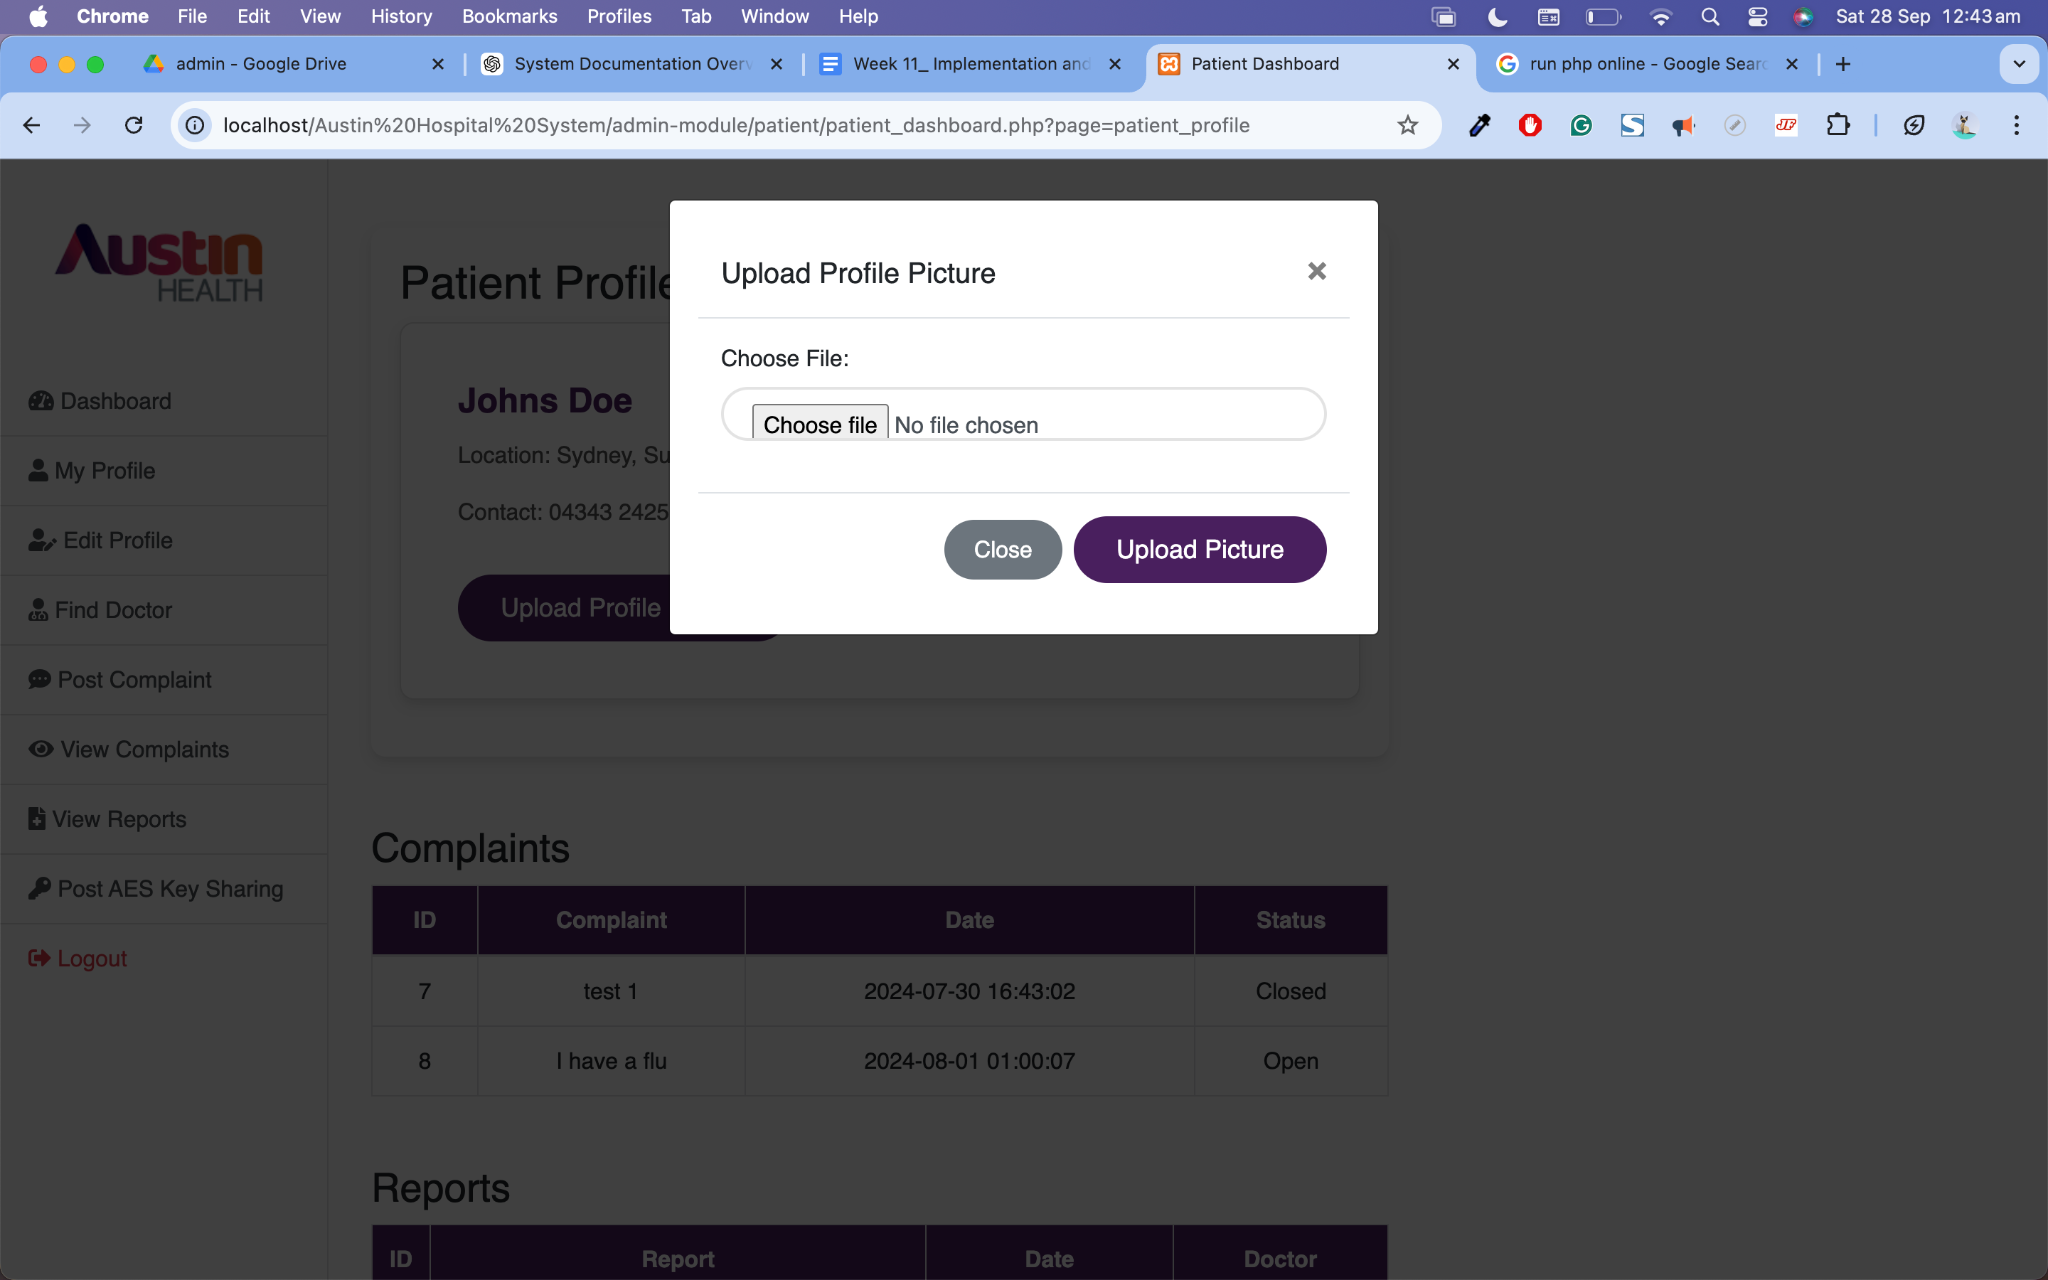 Chrome File Edit View History Bookmarks Profiles Tab Window Help Sat 28 Sep 12:43 am
admin - Google Drive System Documentation Over Week 11_ Implementation and Patient Dashboard run php online - Google Sear
localhost/Austin%20Hospital%20System/admin-module/patient/patient_dashboard.php?page=patient_profile
Austin
HEALTH
Dashboard
My Profile
Edit Profile
Find Doctor
Post Complaint
View Complaints
View Reports
Post AES Key Sharing
Logout
Patient Profile
Johns Doe
Location: Sydney, Su
Contact: 04343 2425
Upload Profile
Upload Profile Picture
Choose File:
Choose file No file chosen
Close Upload Picture
Complaints
ID Complaint Date Status
7 test 1 2024-07-30 16:43:02 Closed
8 I have a flu 2024-08-01 01:00:07 Open
Reports
ID Report Date Doctor